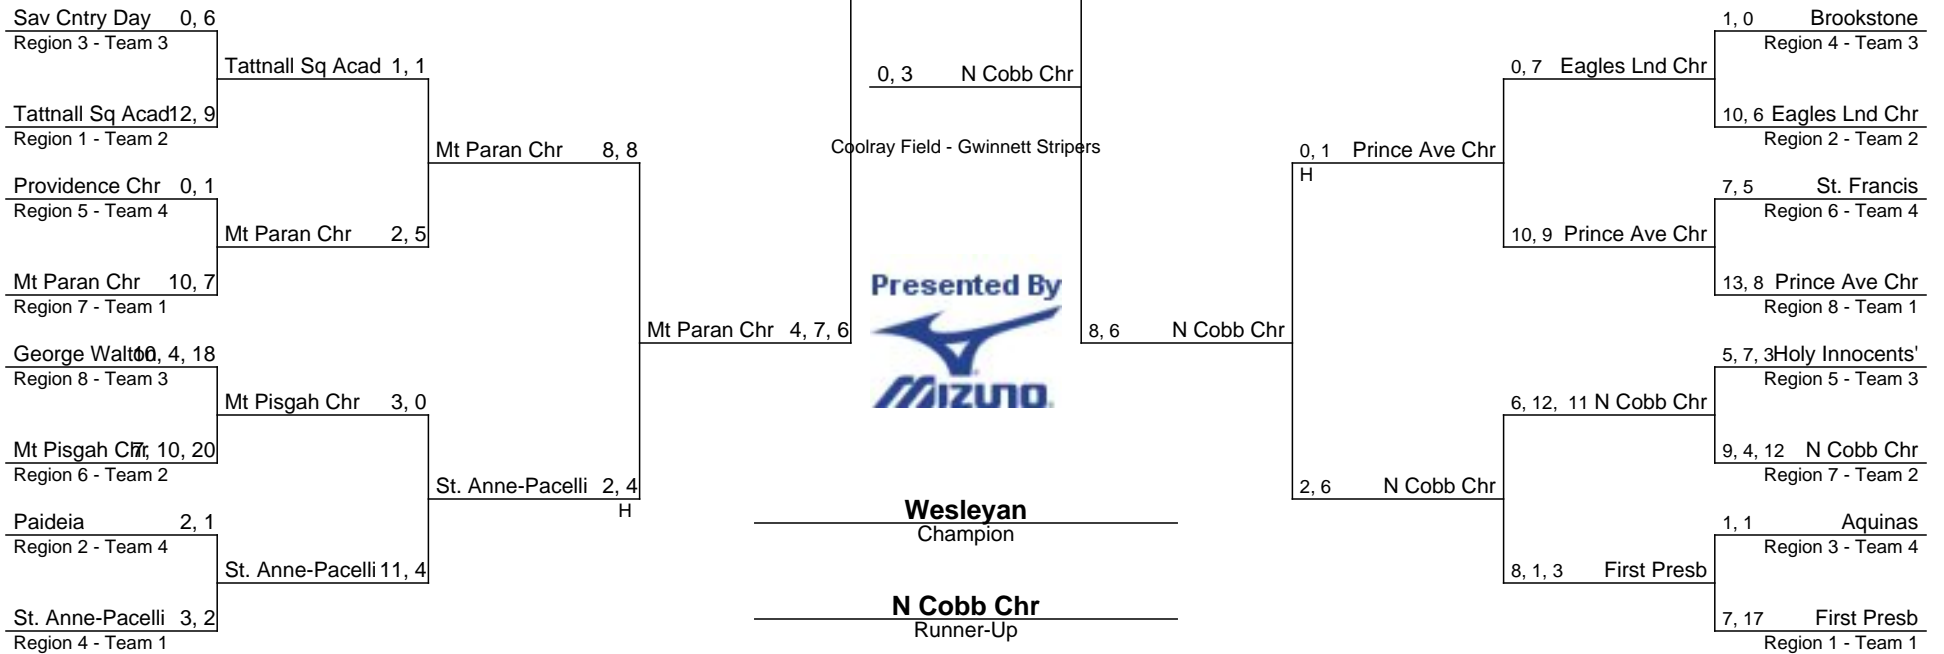 Sav Cntry Day 0, 6
Region 3 - Team 3
Tattnall Sq Acad 12, 9
Region 1 - Team 2
Providence Chr 0, 1
Region 5 - Team 4
Mt Paran Chr 10, 7
Region 7 - Team 1
George Walton 10, 4, 18
Region 8 - Team 3
Mt Pisgah Chr 7, 10, 20
Region 6 - Team 2
Paideia 2, 1
Region 2 - Team 4
St. Anne-Pacelli 3, 2
Region 4 - Team 1
Tattnall Sq Acad 1, 1
Mt Paran Chr 2, 5
Mt Pisgah Chr 3, 0
St. Anne-Pacelli 11, 4
Mt Paran Chr 8, 8
St. Anne-Pacelli 2, 4
H
Mt Paran Chr 4, 7, 6
0, 3 N Cobb Chr
Coolray Field - Gwinnett Stripers
Presented By
MIZUNO
Wesleyan
Champion
N Cobb Chr
Runner-Up
8, 6 N Cobb Chr
0, 1 Prince Ave Chr
H
2, 6 N Cobb Chr
0, 7 Eagles Lnd Chr
10, 9 Prince Ave Chr
6, 12, 11 N Cobb Chr
8, 1, 3 First Presb
1, 0 Brookstone
Region 4 - Team 3
10, 6 Eagles Lnd Chr
Region 2 - Team 2
7, 5 St. Francis
Region 6 - Team 4
13, 8 Prince Ave Chr
Region 8 - Team 1
5, 7, 3 Holy Innocents'
Region 5 - Team 3
9, 4, 12 N Cobb Chr
Region 7 - Team 2
1, 1 Aquinas
Region 3 - Team 4
7, 17 First Presb
Region 1 - Team 1